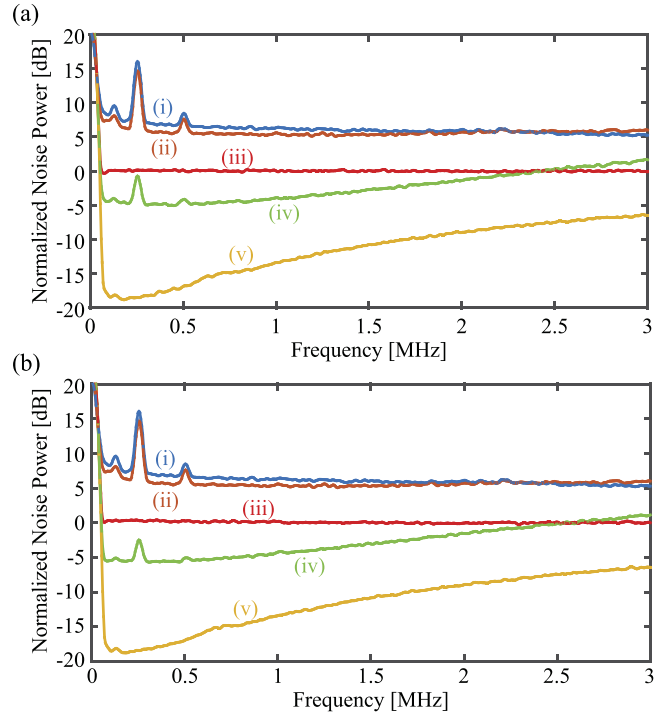 (a)
Normalized Noise Power [dB]
20
15
10
5
0
-5
-10
-15
-20
(i)
(ii)
(iii)
(iv)
(v)
0
0.5
1
1.5
2
2.5
3
Frequency [MHz]
(b)
Normalized Noise Power [dB]
20
15
10
5
0
-5
-10
-15
-20
(i)
(ii)
(iii)
(iv)
(v)
0
0.5
1
1.5
2
2.5
3
Frequency [MHz]